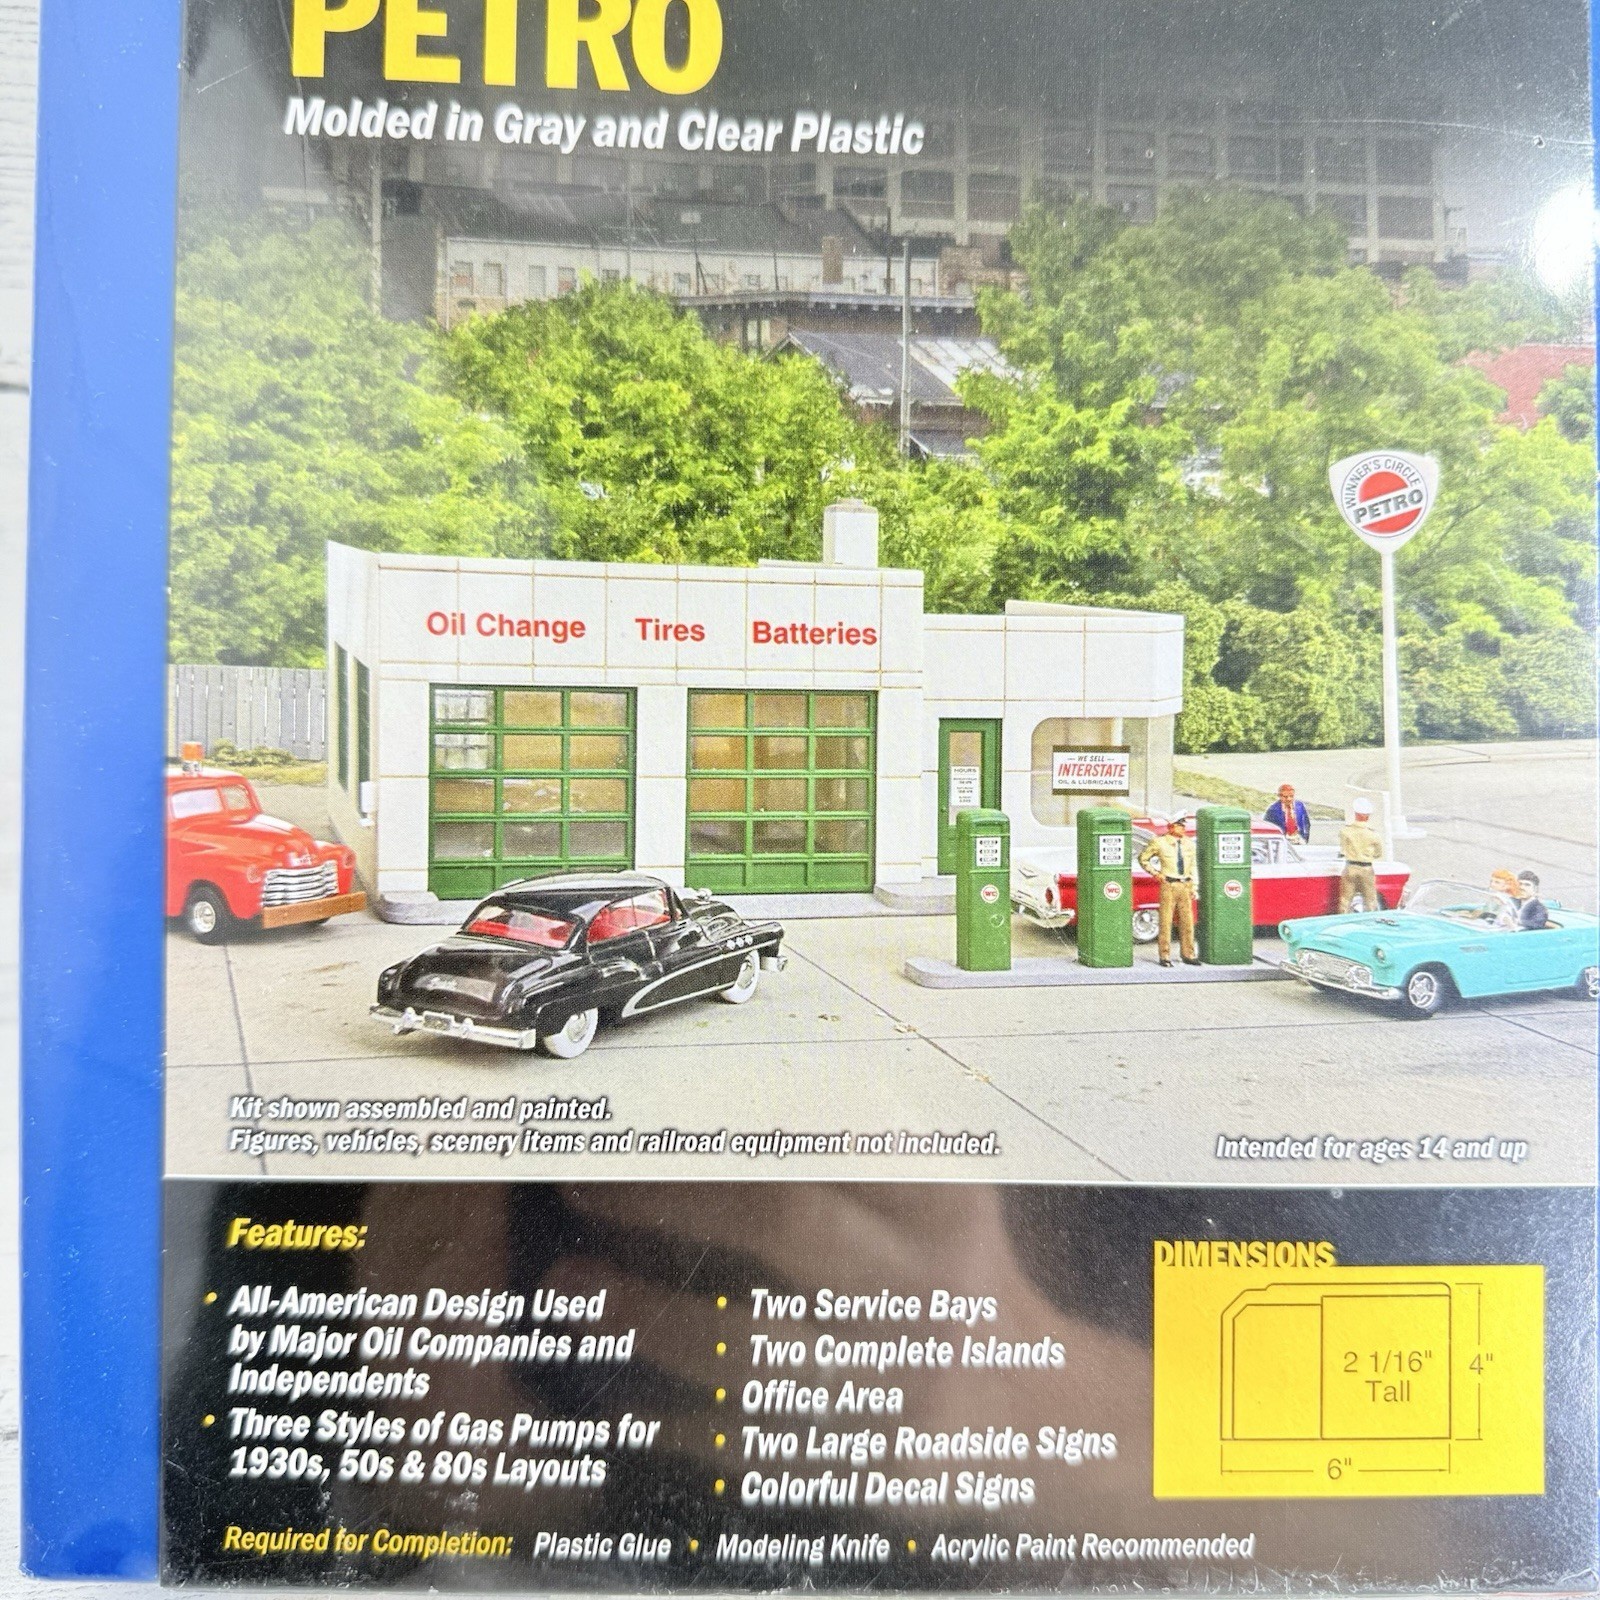 PETRO
Molded in Gray and Clear Plastic
WINNER'S CIRCLE
PETRO
Oil Change Tires Batteries
HOURS
WE SELL
INTERSTATE
OIL & LUBRICANTS
WC WC WC
Kit shown assembled and painted.
Figures, vehicles, scenery items and railroad equipment not included.
Intended for ages 14 and up
Features:
• All-American Design Used
by Major Oil Companies and
Independents
• Three Styles of Gas Pumps for
1930s, 50s & 80s Layouts
• Two Service Bays
• Two Complete Islands
• Office Area
• Two Large Roadside Signs
• Colorful Decal Signs
DIMENSIONS
2 1/16"
Tall
4"
6"
Required for Completion: Plastic Glue • Modeling Knife • Acrylic Paint Recommended